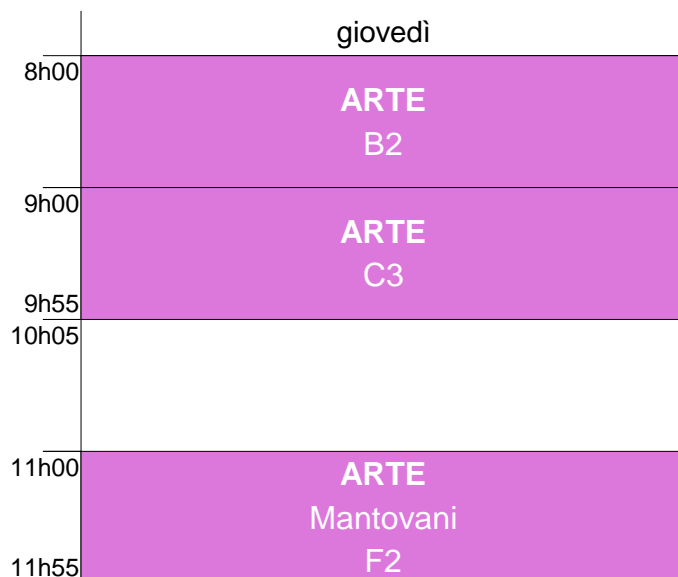 giovedì
8h00
ARTE
B2
9h00
ARTE
C3
9h55
10h05
11h00
ARTE
Mantovani
F2
11h55